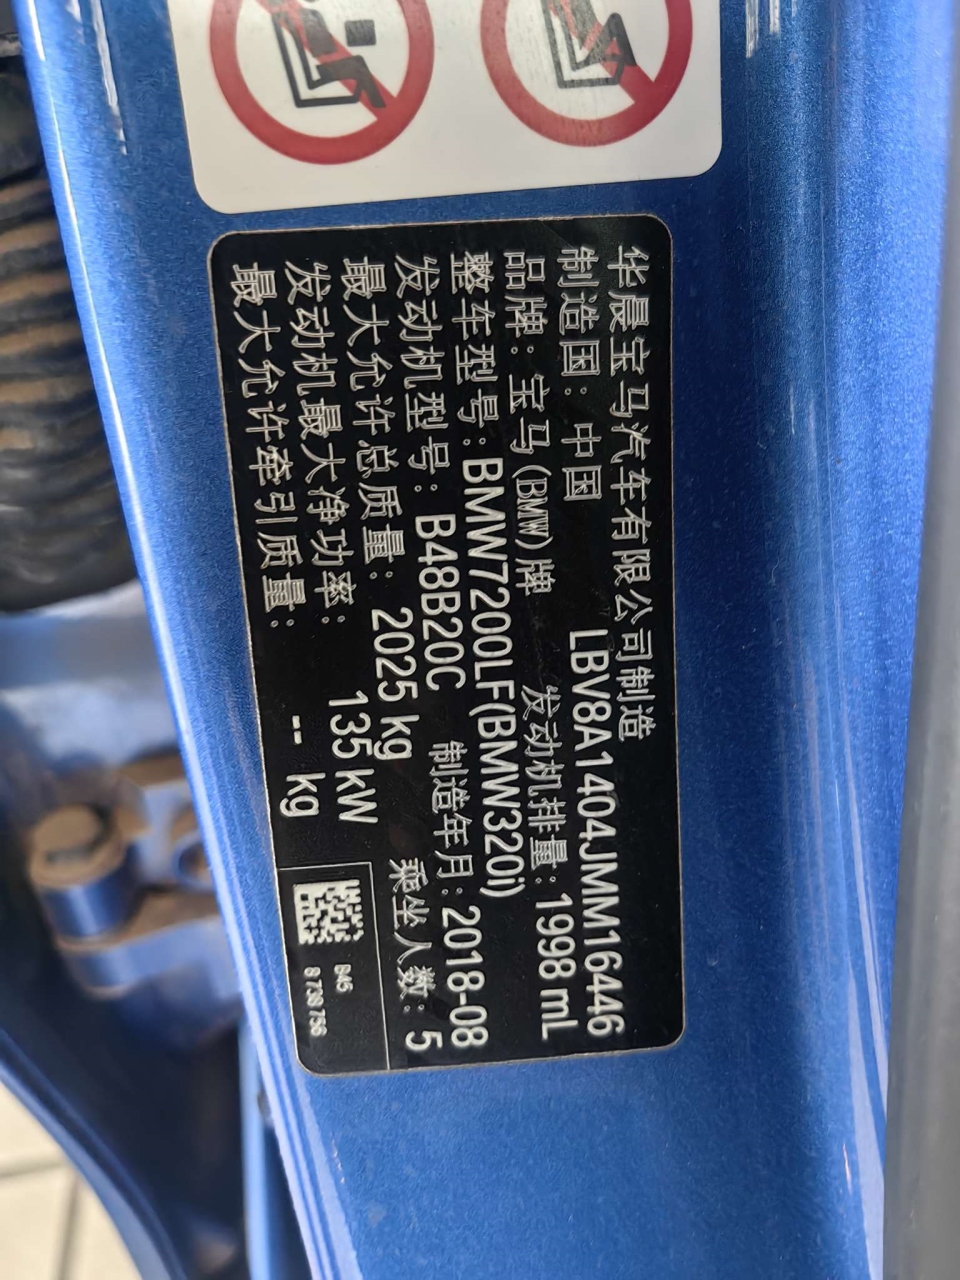 华晨宝马汽车有限公司制造
制造国：中国 LBV8A1404JMM16446
品牌：宝马(BMW)牌 发动机排量：1998 mL
整车型号：BMW7200LF(BMW320i)
发动机型号：B48B20C 制造年月：2018-08
最大允许总质量：2025 kg 乘坐人数：5
发动机最大净功率：135 kW
最大允许牵引质量：-- kg
8 738 756